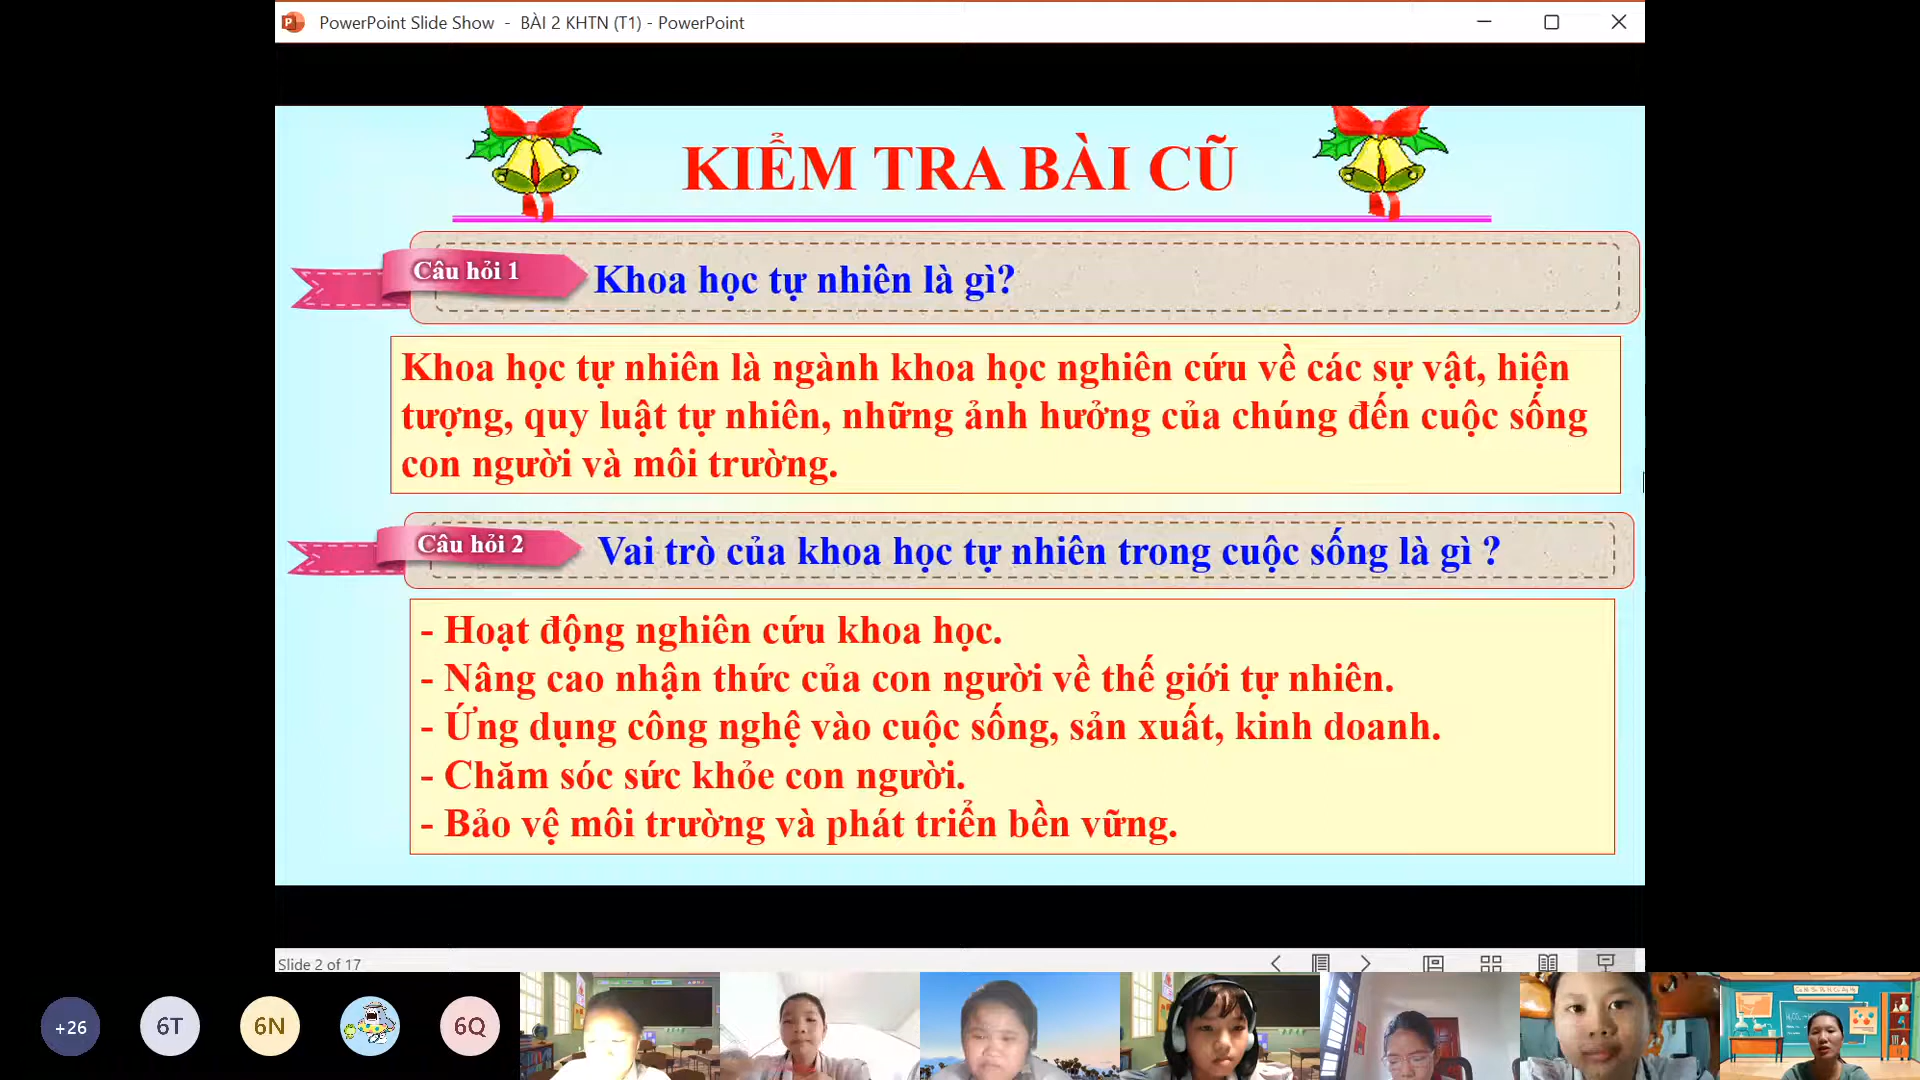 PowerPoint Slide Show - BÀI 2 KHTN (T1) - PowerPoint
KIỂM TRA BÀI CŨ
Câu hỏi 1
Khoa học tự nhiên là gì?
Khoa học tự nhiên là ngành khoa học nghiên cứu về các sự vật, hiện
tượng, quy luật tự nhiên, những ảnh hưởng của chúng đến cuộc sống
con người và môi trường.
Câu hỏi 2
Vai trò của khoa học tự nhiên trong cuộc sống là gì ?
- Hoạt động nghiên cứu khoa học.
- Nâng cao nhận thức của con người về thế giới tự nhiên.
- Ứng dụng công nghệ vào cuộc sống, sản xuất, kinh doanh.
- Chăm sóc sức khỏe con người.
- Bảo vệ môi trường và phát triển bền vững.
Slide 2 of 17
+26
6T
6N
6Q